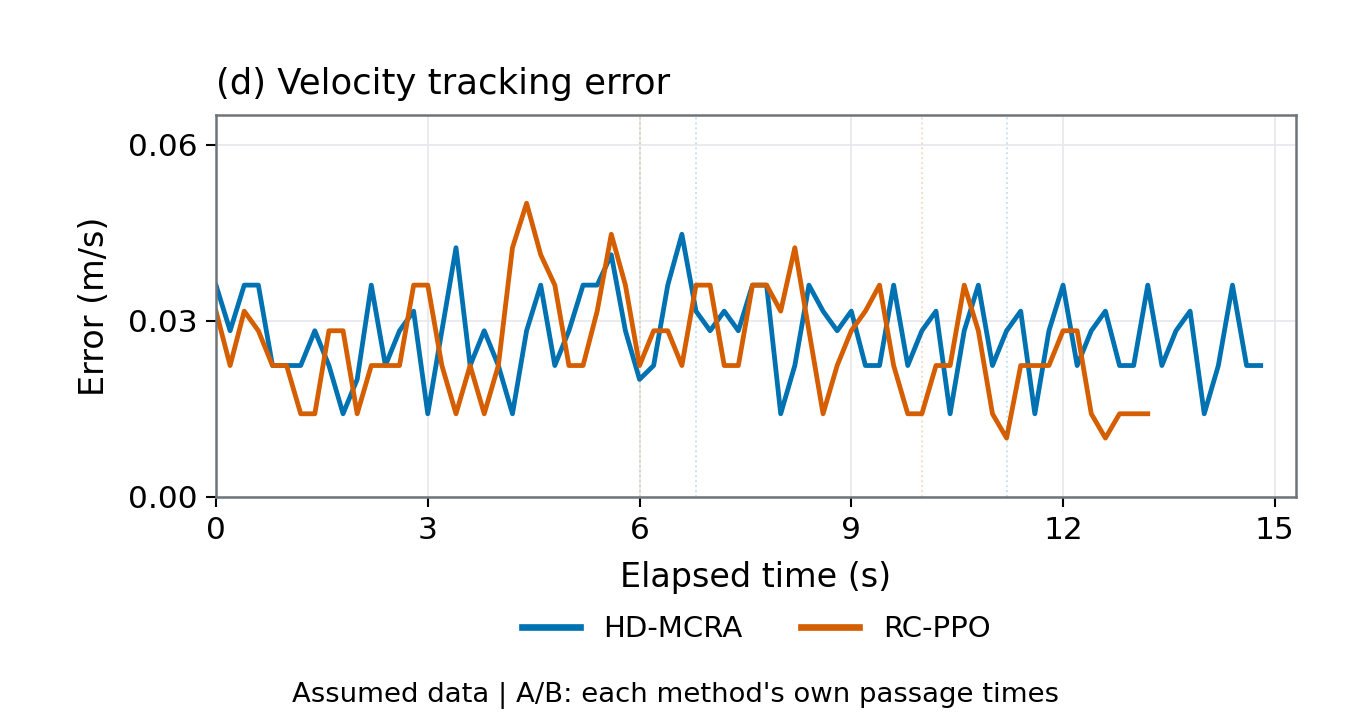 (d) Velocity tracking error
0.06
0.03
0.00
Error (m/s)
0 3 6 9 12 15
Elapsed time (s)
HD-MCRA RC-PPO
Assumed data | A/B: each method's own passage times